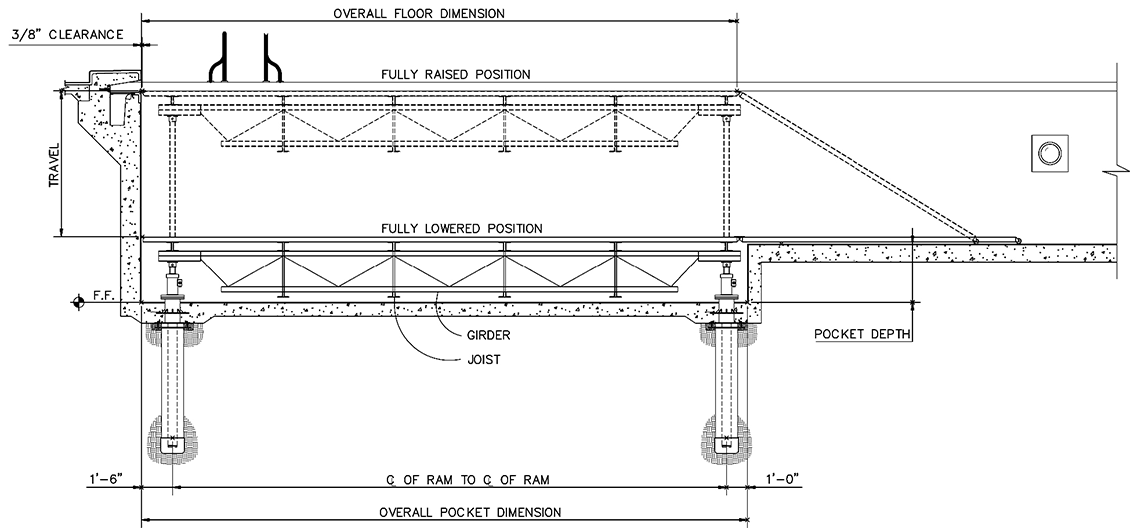 OVERALL FLOOR DIMENSION
3/8" CLEARANCE
FULLY RAISED POSITION
TRAVEL
FULLY LOWERED POSITION
F.F.
GIRDER
JOIST
POCKET DEPTH
1'-6"
℄ OF RAM TO ℄ OF RAM
1'-0"
OVERALL POCKET DIMENSION